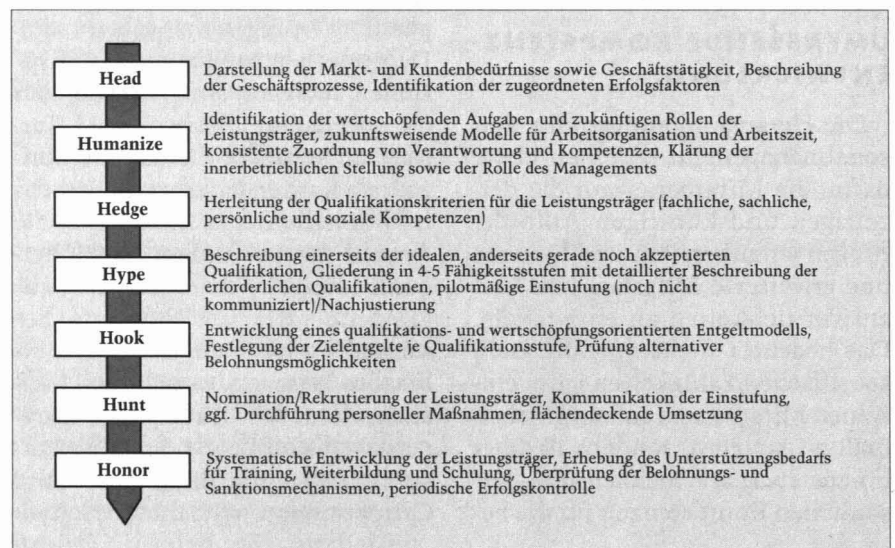 Head
Darstellung der Markt- und Kundenbedürfnisse sowie Geschäftstätigkeit, Beschreibung
der Geschäftsprozesse, Identifikation der zugeordneten Erfolgsfaktoren
Humanize
Identifikation der wertschöpfenden Aufgaben und zukünftigen Rollen der
Leistungsträger, zukunftsweisende Modelle für Arbeitsorganisation und Arbeitszeit,
konsistente Zuordnung von Verantwortung und Kompetenzen, Klärung der
innerbetrieblichen Stellung sowie der Rolle des Managements
Hedge
Herleitung der Qualifikationskriterien für die Leistungsträger (fachliche, sachliche,
persönliche und soziale Kompetenzen)
Hype
Beschreibung einerseits der idealen, anderseits gerade noch akzeptierten
Qualifikation, Gliederung in 4-5 Fähigkeitsstufen mit detaillierter Beschreibung der
erforderlichen Qualifikationen, pilotmäßige Einstufung (noch nicht
kommuniziert)/Nachjustierung
Hook
Entwicklung eines qualifikations- und wertschöpfungsorientierten Entgeltmodells,
Festlegung der Zielentgelte je Qualifikationsstufe, Prüfung alternativer
Belohnungsmöglichkeiten
Hunt
Nomination/Rekrutierung der Leistungsträger, Kommunikation der Einstufung,
ggf. Durchführung personeller Maßnahmen, flächendeckende Umsetzung
Honor
Systematische Entwicklung der Leistungsträger, Erhebung des Unterstützungsbedarfs
für Training, Weiterbildung und Schulung, Überprüfung der Belohnungs- und
Sanktionsmechanismen, periodische Erfolgskontrolle